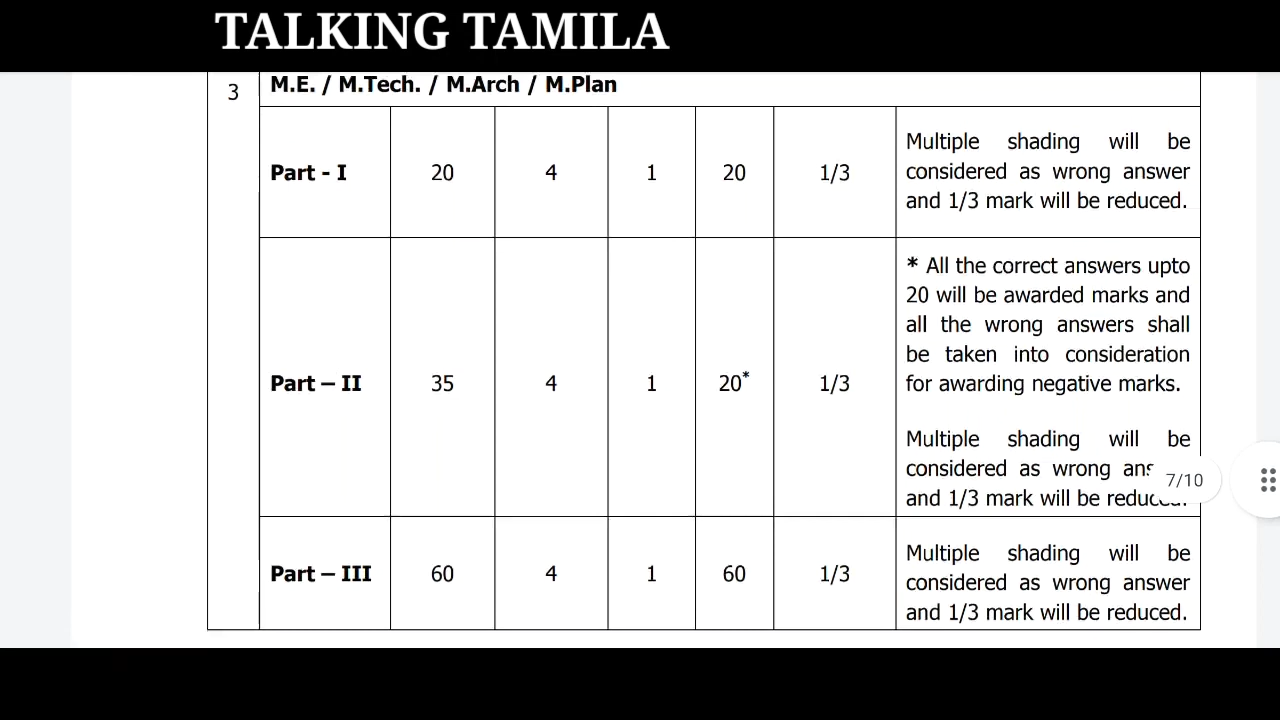 TALKING TAMILA
3
M.E. / M.Tech. / M.Arch / M.Plan
Part - I
20
4
1
20
1/3
Multiple shading will be
considered as wrong answer
and 1/3 mark will be reduced.
Part – II
35
4
1
20*
1/3
* All the correct answers upto
20 will be awarded marks and
all the wrong answers shall
be taken into consideration
for awarding negative marks.
Multiple shading will be
considered as wrong
and 1/3 mark will be
7/10
Part – III
60
4
1
60
1/3
Multiple shading will be
considered as wrong answer
and 1/3 mark will be reduced.